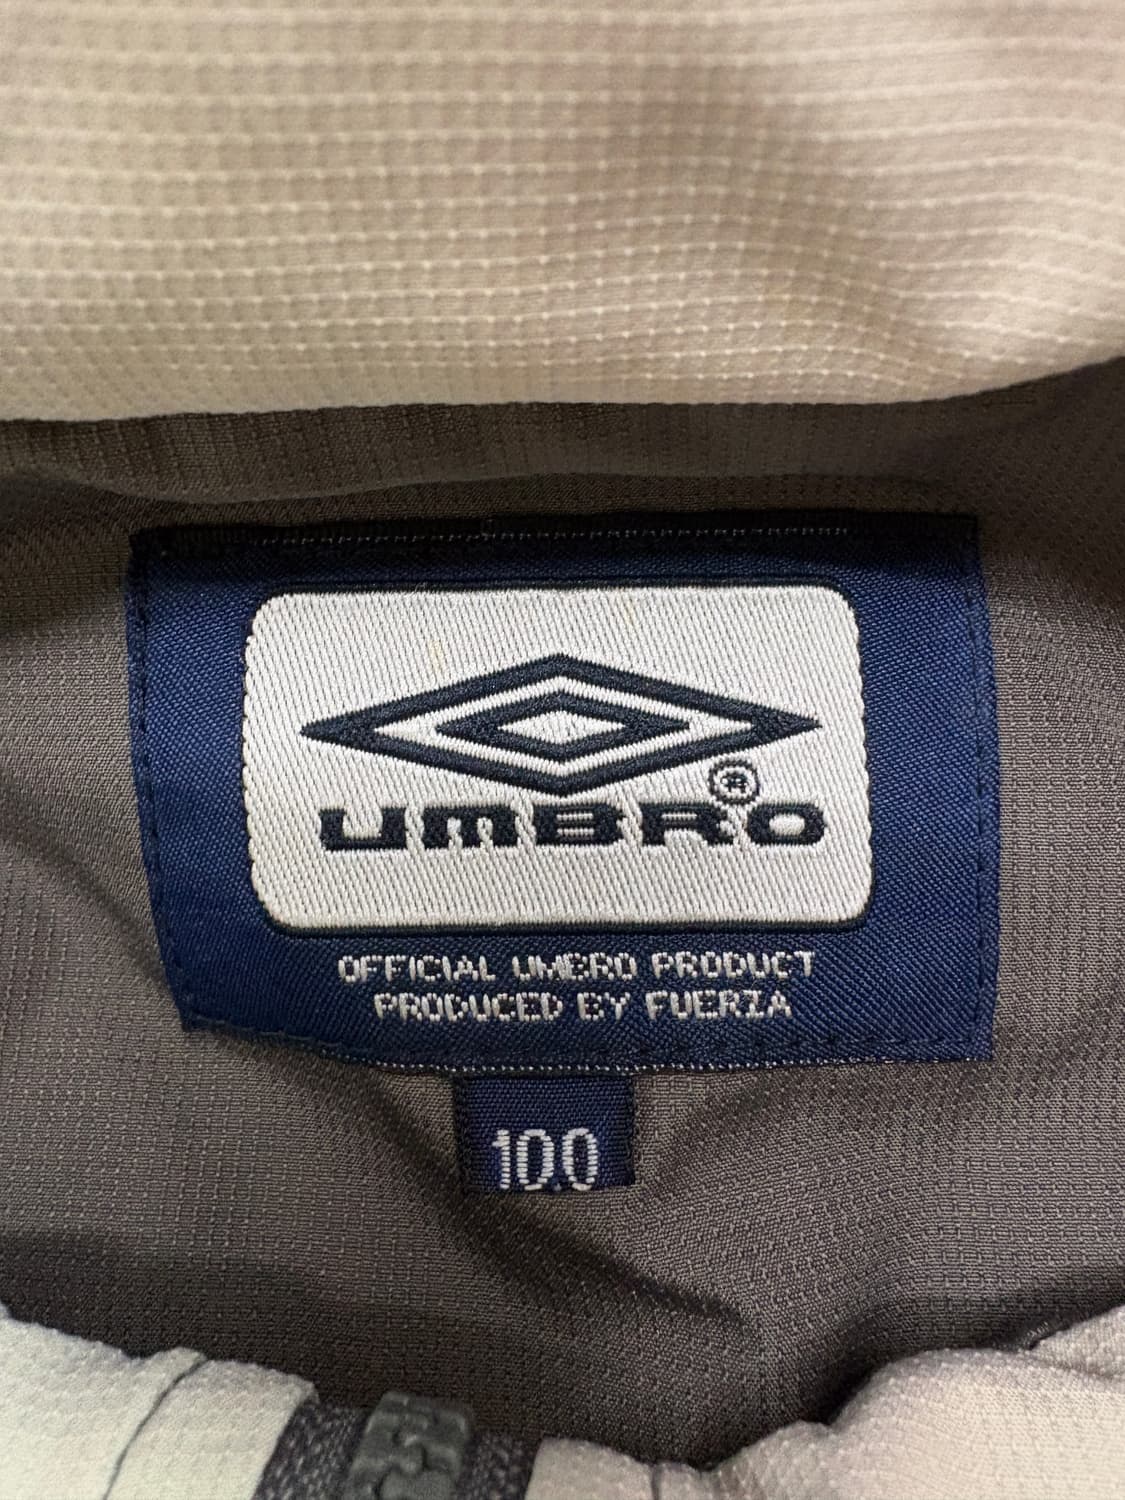 UMBRO®
OFFICIAL UMBRO PRODUCT
PRODUCED BY FUERZA
100